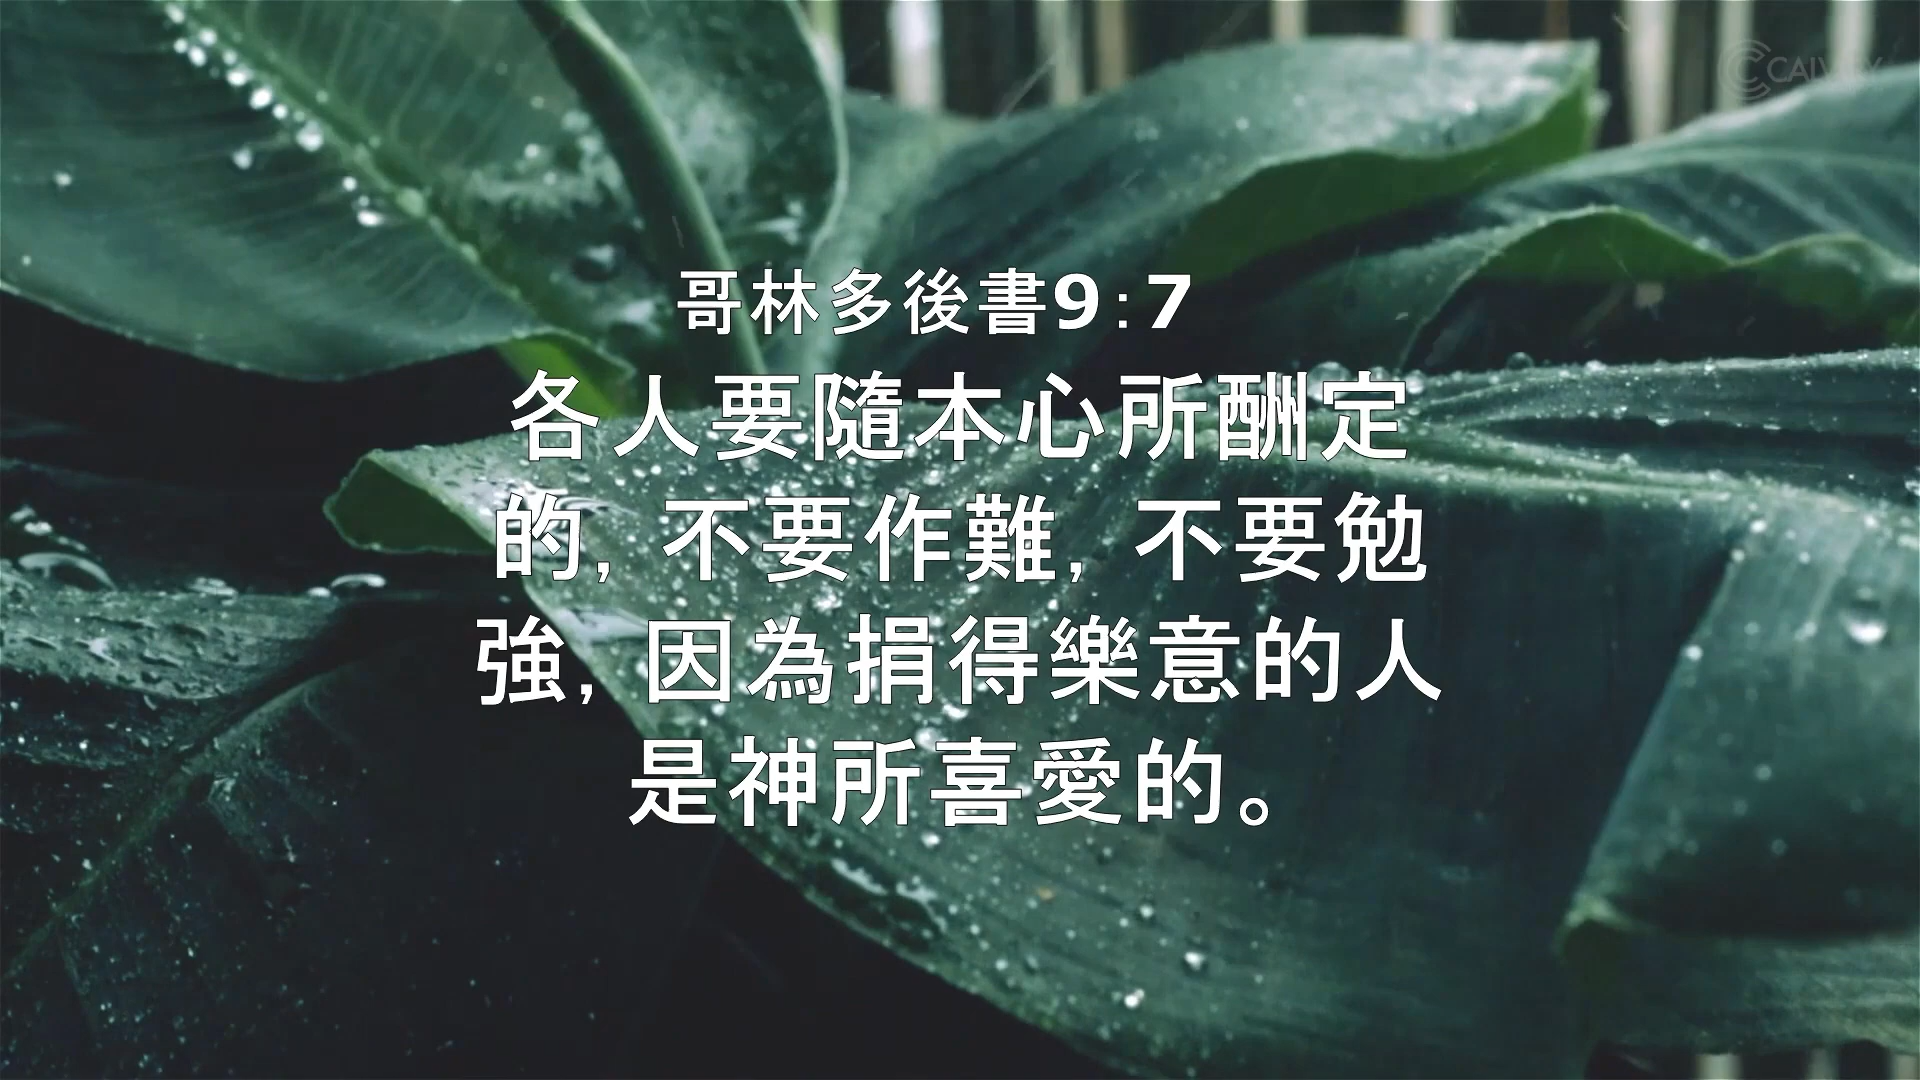 哥林多後書9:7
各人要隨本心所酬定
的, 不要作難, 不要勉
強, 因為捐得樂意的人
是神所喜愛的。